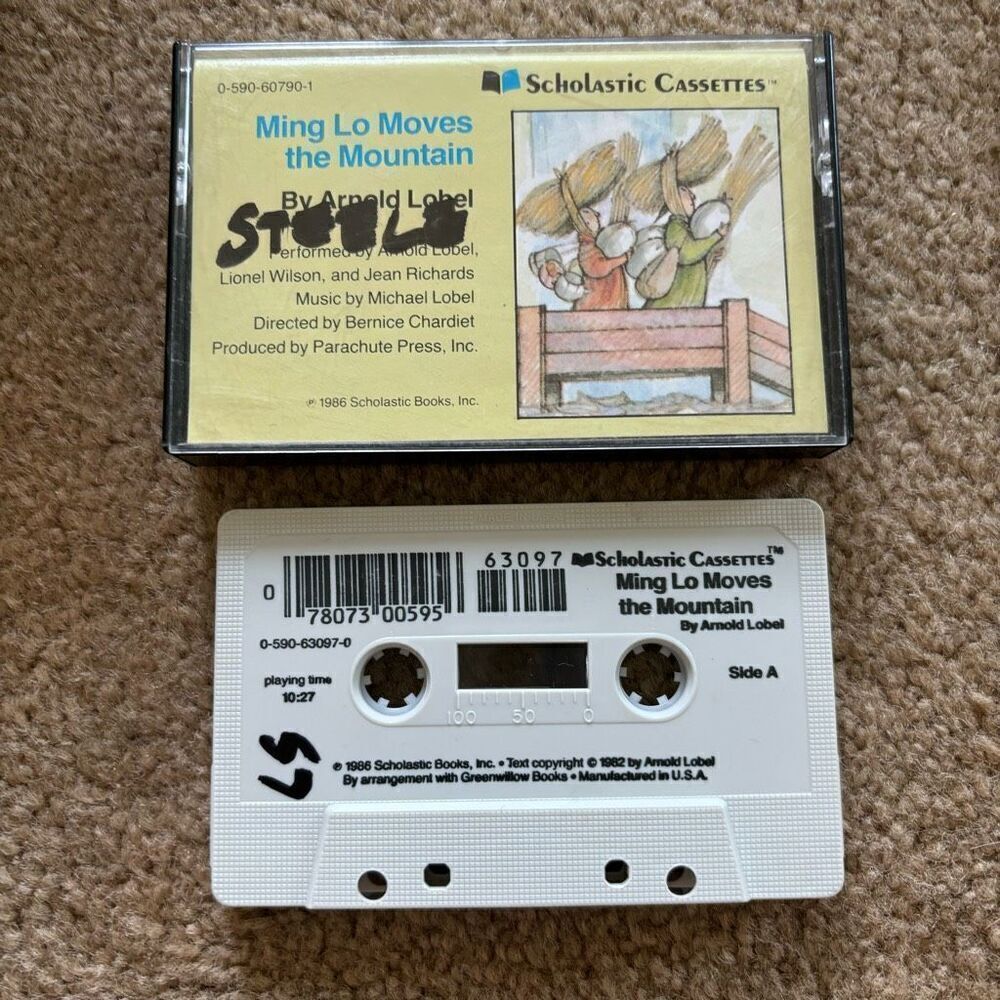 0-590-60790-1
Scholastic Cassettes™
Ming Lo Moves
the Mountain
By Arnold Lobel
STEELE
Performed by Arnold Lobel,
Lionel Wilson, and Jean Richards
Music by Michael Lobel
Directed by Bernice Chardiet
Produced by Parachute Press, Inc.
℗ 1986 Scholastic Books, Inc.
63097
Scholastic Cassettes™
0
78073 00595
Ming Lo Moves
the Mountain
By Arnold Lobel
0-590-63097-0
playing time
10:27
Side A
100 50 0
LS
℗ 1986 Scholastic Books, Inc. • Text copyright © 1982 by Arnold Lobel
By arrangement with Greenwillow Books • Manufactured in U.S.A.